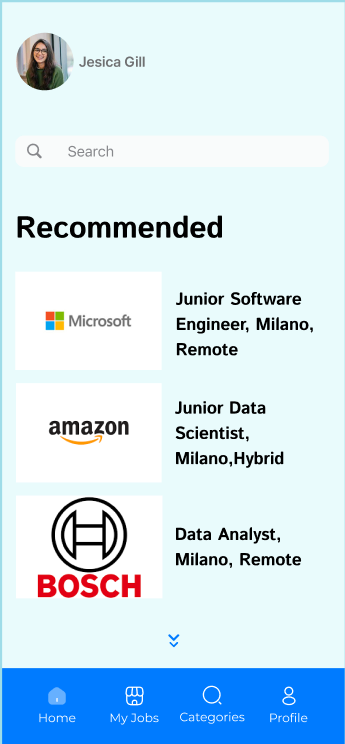 Jesica Gill
Search
Recommended
Microsoft
Junior Software
Engineer, Milano,
Remote
amazon
Junior Data
Scientist,
Milano,Hybrid
BOSCH
Data Analyst,
Milano, Remote
Home
My Jobs
Categories
Profile